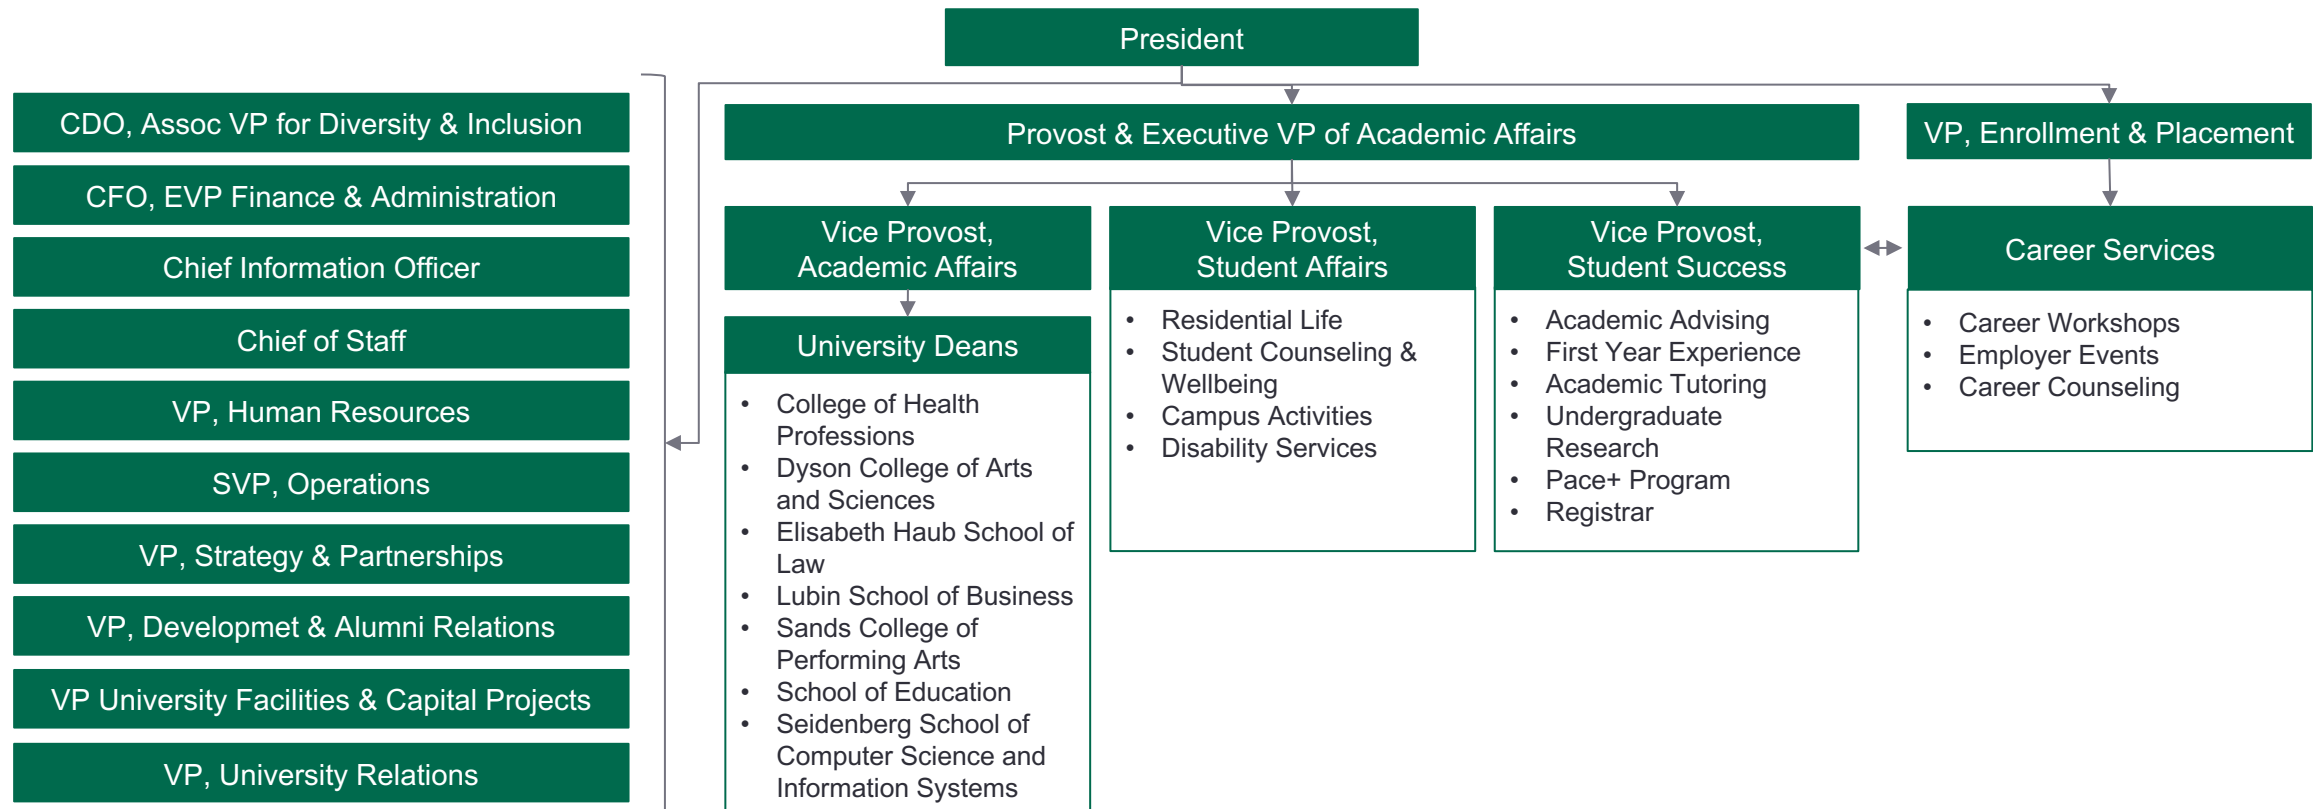 President
CDO, Assoc VP for Diversity & Inclusion
CFO, EVP Finance & Administration
Chief Information Officer
Chief of Staff
VP, Human Resources
SVP, Operations
VP, Strategy & Partnerships
VP, Developmet & Alumni Relations
VP University Facilities & Capital Projects
VP, University Relations
Provost & Executive VP of Academic Affairs
Vice Provost,
Academic Affairs
University Deans
• College of Health
Professions
• Dyson College of Arts
and Sciences
• Elisabeth Haub School of
Law
• Lubin School of Business
• Sands College of
Performing Arts
• School of Education
• Seidenberg School of
Computer Science and
Information Systems
Vice Provost,
Student Affairs
• Residential Life
• Student Counseling &
Wellbeing
• Campus Activities
• Disability Services
Vice Provost,
Student Success
• Academic Advising
• First Year Experience
• Academic Tutoring
• Undergraduate
Research
• Pace+ Program
• Registrar
VP, Enrollment & Placement
Career Services
• Career Workshops
• Employer Events
• Career Counseling